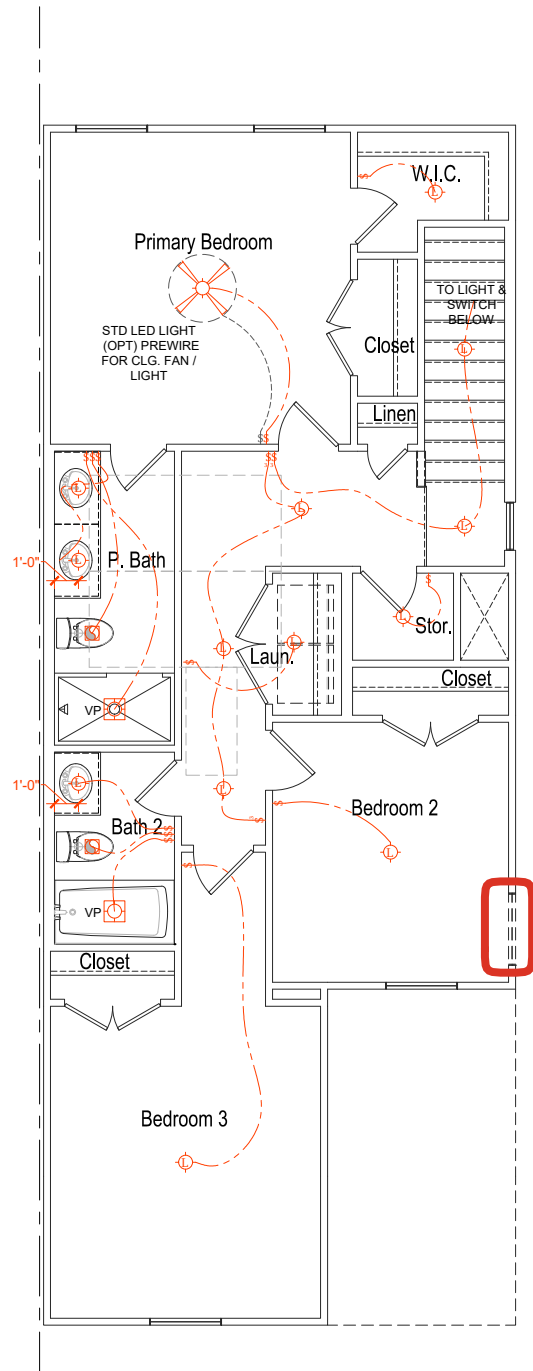 W.I.C.
Primary Bedroom
TO LIGHT &
SWITCH
BELOW
STD LED LIGHT
(OPT) PREWIRE
FOR CLG. FAN /
LIGHT
Closet
Linen
$$
$$
$$$
L
L
L
L
L
1'-0"
P. Bath
L
$
L
Stor.
L
Laun.
L
$
Closet
VP
1'-0"
L
L
$
$
Bedroom 2
Bath 2
$$$
$
L
VP
Closet
Bedroom 3
L